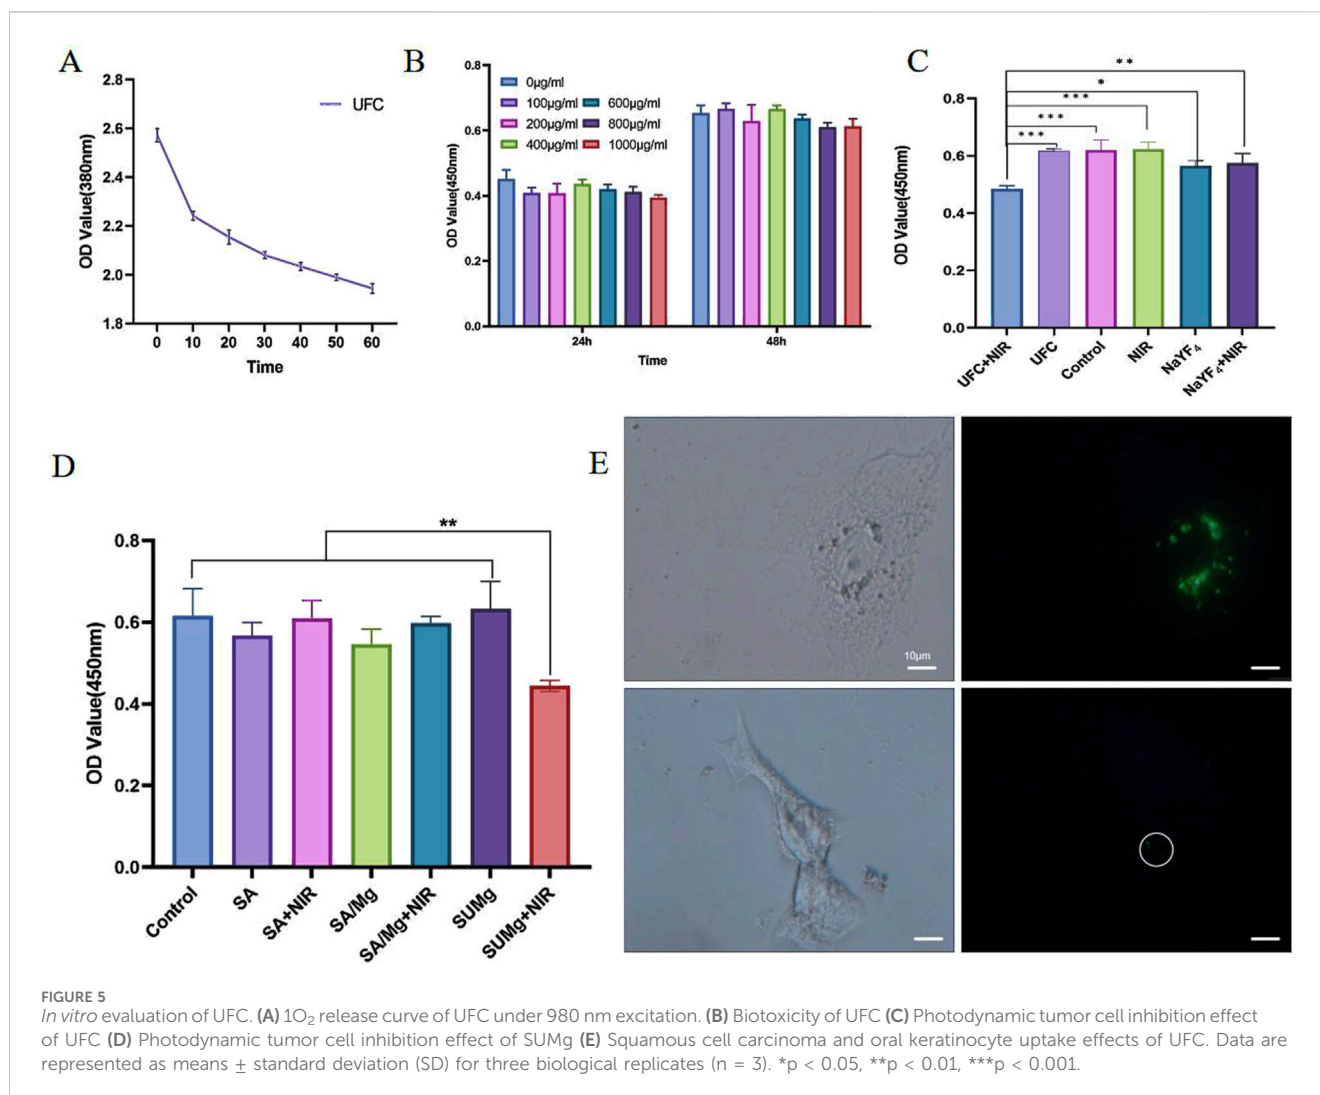 A
2.8
2.6
2.4
2.2
2.0
1.8
OD Value(380nm)
UFC
0 10 20 30 40 50 60
Time
B
0.8
0.6
0.4
0.2
0.0
OD Value(450nm)
0μg/ml
100μg/ml 600μg/ml
200μg/ml 800μg/ml
400μg/ml 1000μg/ml
24h 48h
Time
C
**
*
***
***
***
0.8
0.6
0.4
0.2
0.0
OD Value(450nm)
UFC+NIR UFC Control NIR NaYF₄ NaYF₄+NIR
D
**
0.8
0.6
0.4
0.2
0.0
OD Value(450nm)
Control SA SA+NIR SA/Mg SA/Mg+NIR SUMg SUMg+NIR
E
10μm
FIGURE 5
In vitro evaluation of UFC. (A) 1O₂ release curve of UFC under 980 nm excitation. (B) Biotoxicity of UFC (C) Photodynamic tumor cell inhibition effect
of UFC (D) Photodynamic tumor cell inhibition effect of SUMg (E) Squamous cell carcinoma and oral keratinocyte uptake effects of UFC. Data are
represented as means ± standard deviation (SD) for three biological replicates (n = 3). *p < 0.05, **p < 0.01, ***p < 0.001.